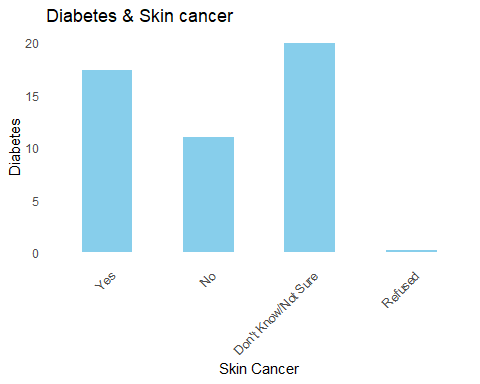 Diabetes & Skin cancer
20
15
10
5
0
Diabetes
Yes
No
Don't Know/Not Sure
Refused
Skin Cancer